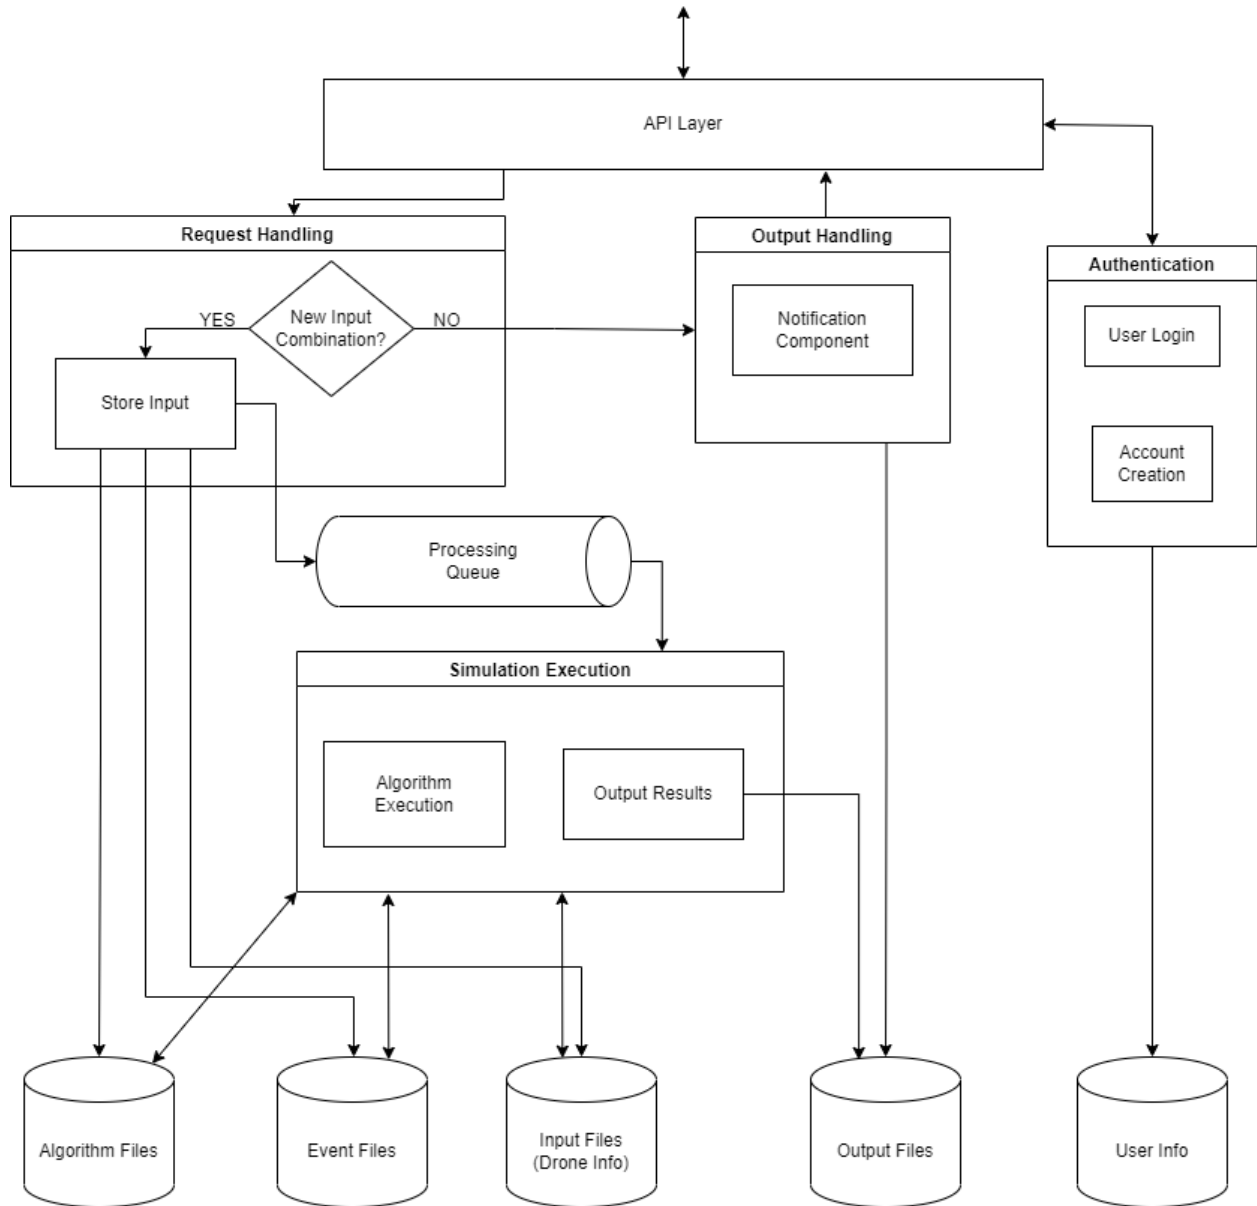 API Layer
Request Handling
Output Handling
Authentication
YES
New Input
Combination?
NO
Notification
Component
User Login
Store Input
Account
Creation
Processing
Queue
Simulation Execution
Algorithm
Execution
Output Results
Algorithm Files
Event Files
Input Files
(Drone Info)
Output Files
User Info